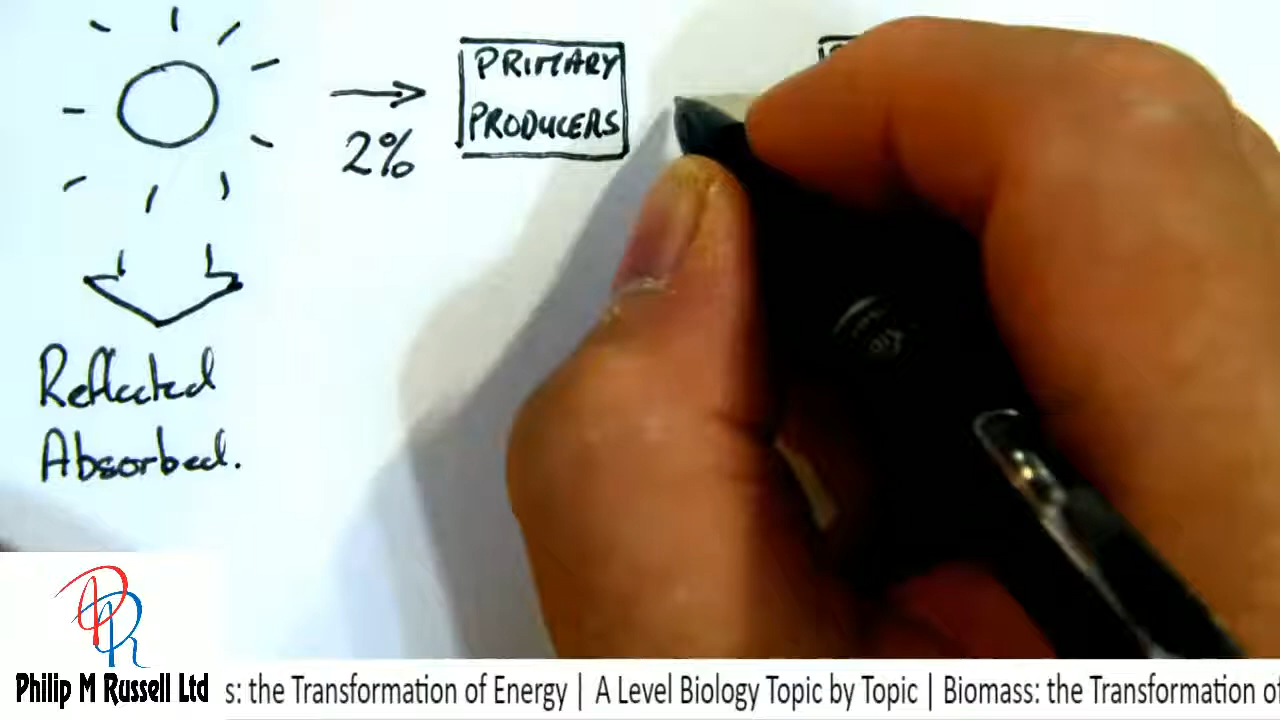 PRIMARY
PRODUCERS
2%
Reflected
Absorbed.
Philip M Russell Ltd
s: the Transformation of Energy | A Level Biology Topic by Topic | Biomass: the Transformation of